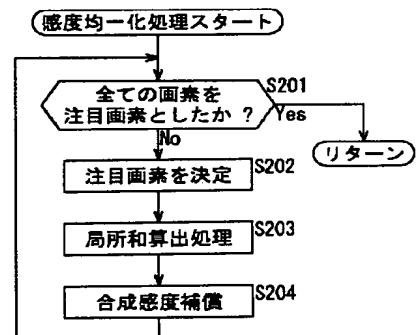 感度均一化処理スタート
全ての画素を
注目画素としたか ?
S201
Yes
No
リターン
注目画素を決定
S202
局所和算出処理
S203
合成感度補償
S204